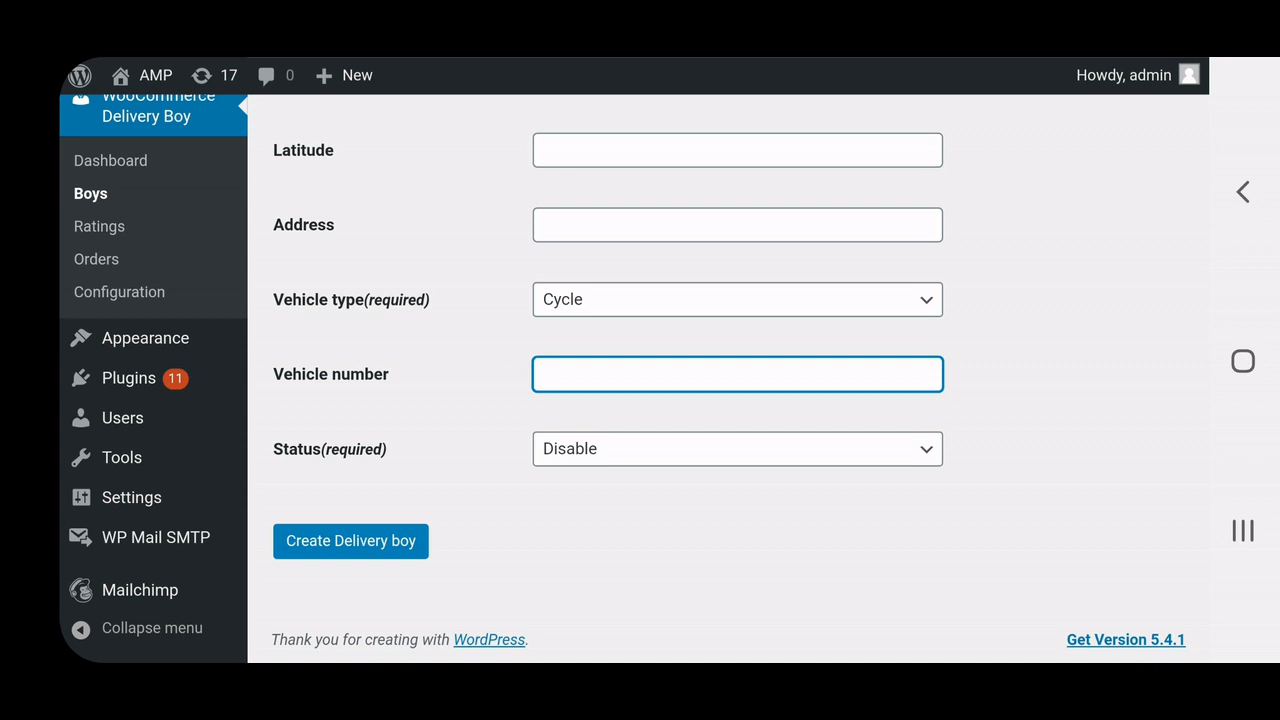 AMP
17
0
New
Howdy, admin
WooCommerce
Delivery Boy
Dashboard
Boys
Ratings
Orders
Configuration
Appearance
Plugins 11
Users
Tools
Settings
WP Mail SMTP
Mailchimp
Collapse menu
Latitude
Address
Vehicle type(required)
Cycle
Vehicle number
Status(required)
Disable
Create Delivery boy
Thank you for creating with WordPress.
Get Version 5.4.1